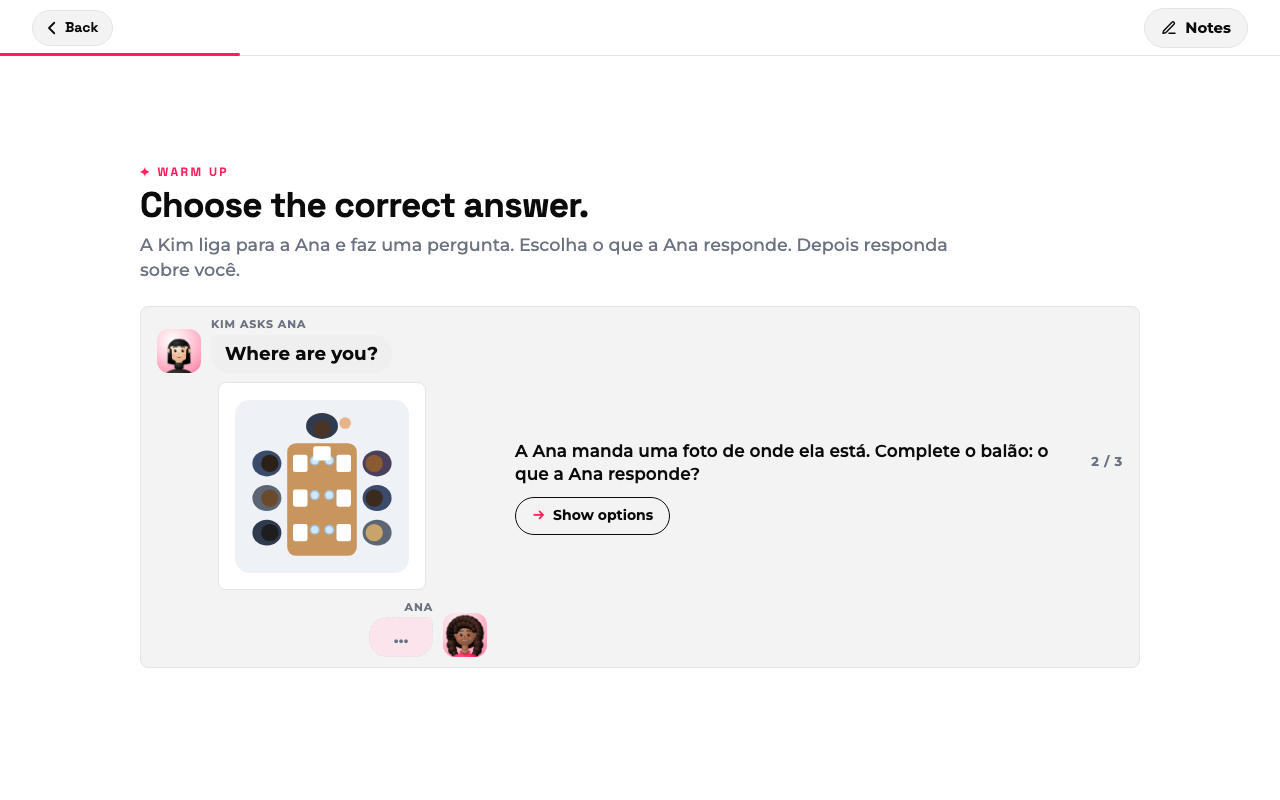 Back
Notes
WARM UP
Choose the correct answer.
A Kim liga para a Ana e faz uma pergunta. Escolha o que a Ana responde. Depois responda
sobre você.
KIM ASKS ANA
Where are you?
A Ana manda uma foto de onde ela está. Complete o balão: o
que a Ana responde?
2 / 3
Show options
ANA
...